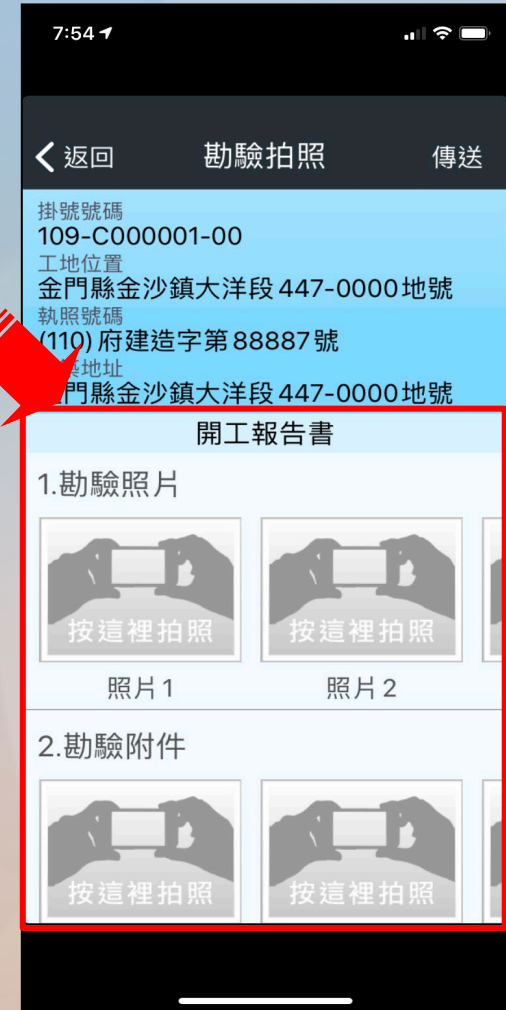 7:54
返回 勘驗拍照 傳送
掛號號碼
109-C000001-00
工地位置
金門縣金沙鎮大洋段447-0000地號
執照號碼
(110)府建造字第88887號
地址
門縣金沙鎮大洋段447-0000地號
開工報告書
1.勘驗照片
按這裡拍照 按這裡拍照
照片1 照片2
2.勘驗附件
按這裡拍照 按這裡拍照